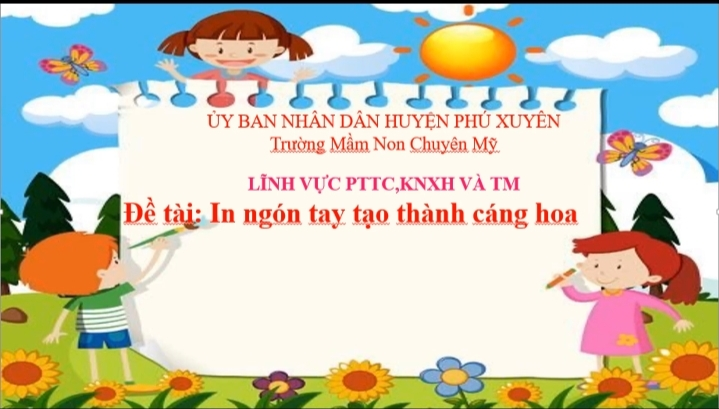 ỦY BAN NHÂN DÂN HUYỆN PHÚ XUYÊN
Trường Mầm Non Chuyên Mỹ
LĨNH VỰC PTTC,KNXH VÀ TM
Đề tài: In ngón tay tạo thành cáng hoa